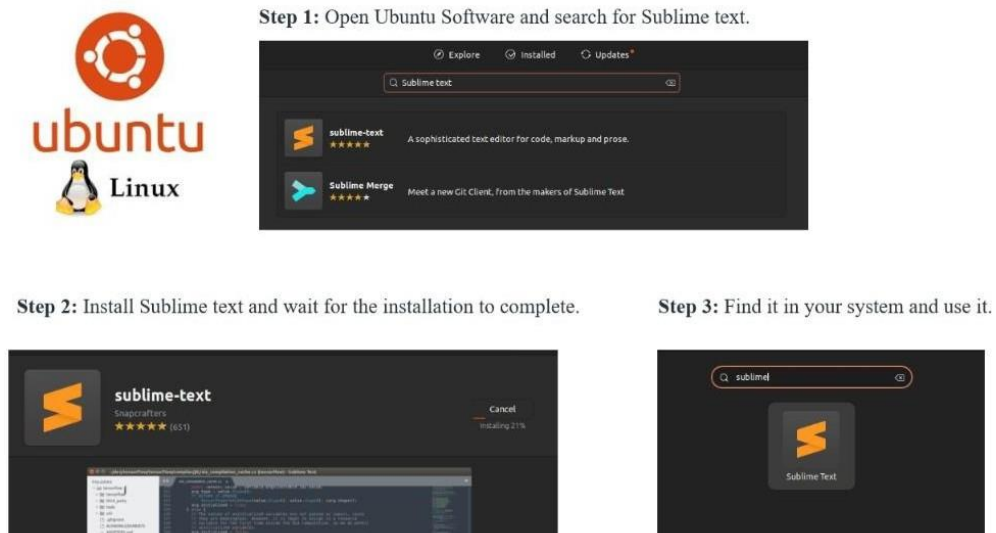 Step 1: Open Ubuntu Software and search for Sublime text.
ubuntu
Linux
Explore Installed Updates
Sublime text
sublime-text
A sophisticated text editor for code, markup and prose.
Sublime Merge
Meet a new Git Client, from the makers of Sublime Text
Step 2: Install Sublime text and wait for the installation to complete.
sublime-text
Snapcrafters
(651)
Cancel
Installing 21%
Step 3: Find it in your system and use it.
sublime
Sublime Text